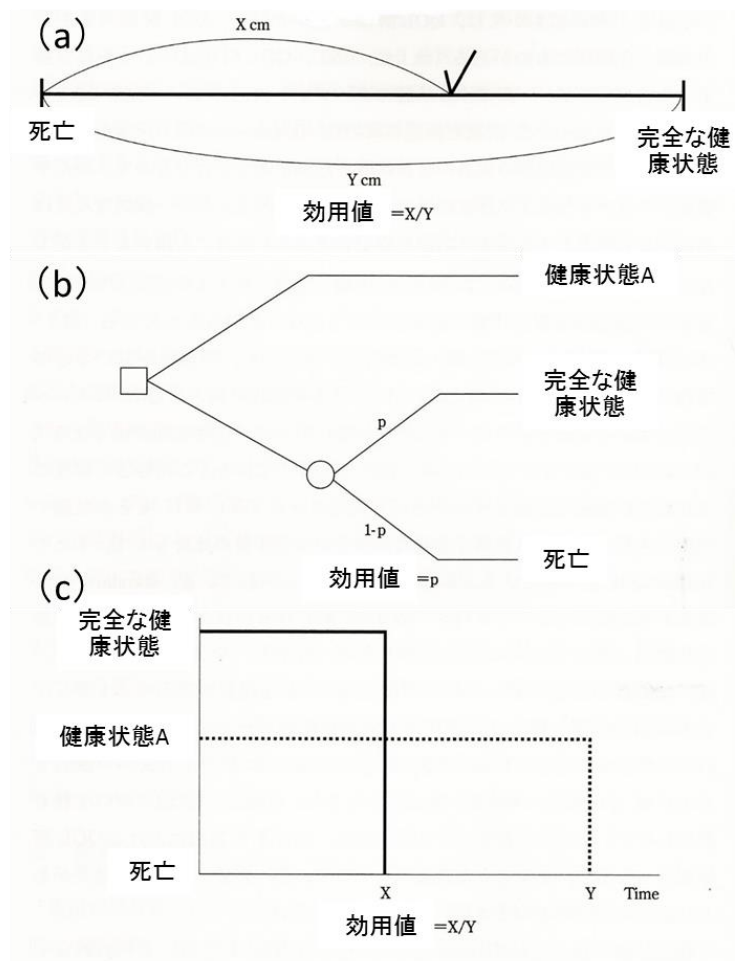 (a)
X cm
死亡
完全な健
康状態
Y cm
効用値 =X/Y
(b)
健康状態A
完全な健
康状態
p
1-p
死亡
効用値 =p
(c)
完全な健
康状態
健康状態A
死亡
X
Y
Time
効用値 =X/Y